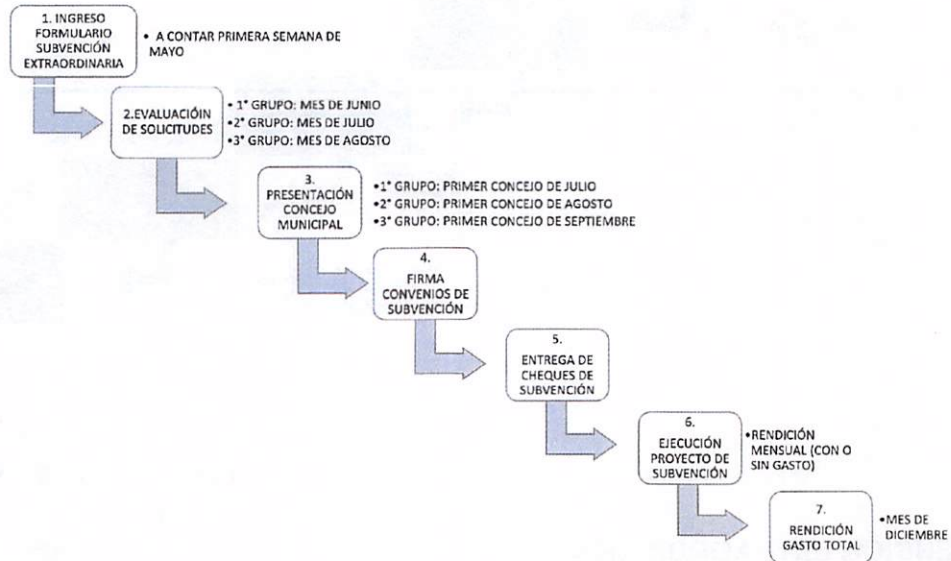 1. INGRESO
FORMULARIO
SUBVENCIÓN
EXTRAORDINARIA
• A CONTAR PRIMERA SEMANA DE
MAYO
2.EVALUACIÓIN
DE SOLICITUDES
• 1° GRUPO: MES DE JUNIO
•2° GRUPO: MES DE JULIO
•3° GRUPO: MES DE AGOSTO
3.
PRESENTACIÓN
CONCEJO
MUNICIPAL
•1° GRUPO: PRIMER CONCEJO DE JULIO
•2° GRUPO: PRIMER CONCEJO DE AGOSTO
•3° GRUPO: PRIMER CONCEJO DE SEPTIEMBRE
4.
FIRMA
CONVENIOS DE
SUBVENCIÓN
5.
ENTREGA DE
CHEQUES DE
SUBVENCIÓN
6.
EJECUCIÓN
PROYECTO DE
SUBVENCIÓN
•RENDICIÓN
MENSUAL (CON O
SIN GASTO)
7.
RENDICIÓN
GASTO TOTAL
•MES DE
DICIEMBRE